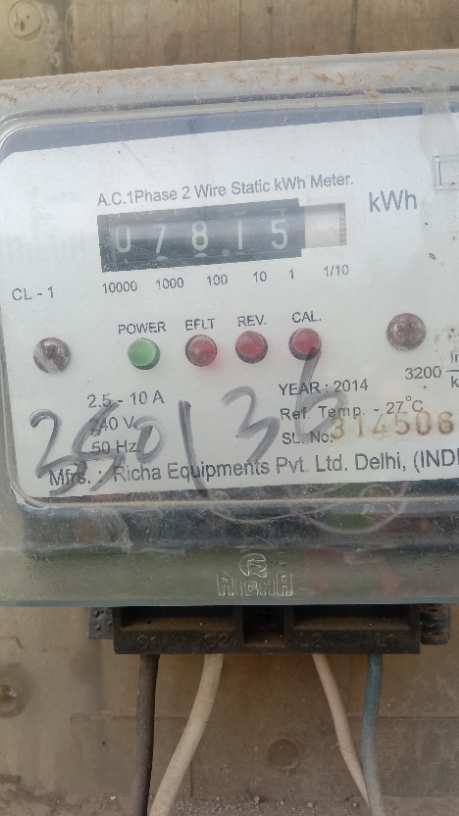 A.C.1Phase 2 Wire Static kWh Meter.
07815 kWh
10000 1000 100 10 1 1/10
CL - 1
POWER EFLT REV. CAL.
3200
2.5 - 10 A
YEAR : 2014
240 V
Ref. Temp. - 27°C
50 Hz
SL. No. 314506
Mfrs. : Richa Equipments Pvt. Ltd. Delhi, (INDI
RICHA